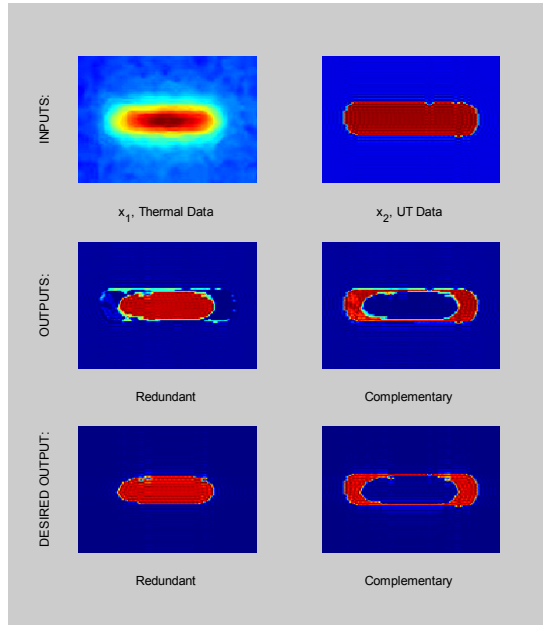 INPUTS:
x1, Thermal Data
x2, UT Data
OUTPUTS:
Redundant
Complementary
DESIRED OUTPUT:
Redundant
Complementary